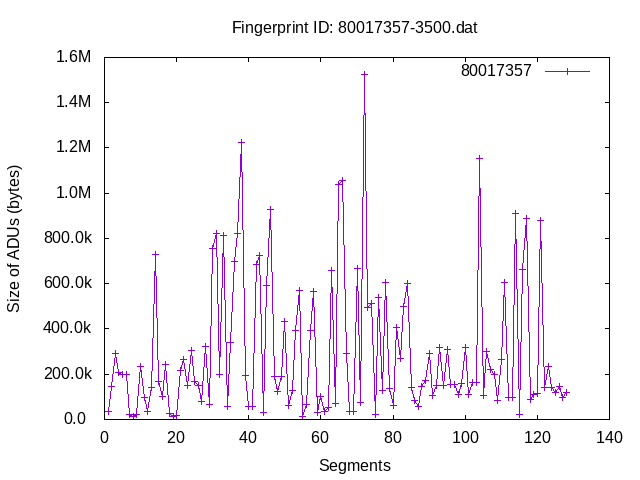 Fingerprint ID: 80017357-3500.dat
80017357
1.6M
1.4M
1.2M
1.0M
800.0k
600.0k
400.0k
200.0k
0.0
Size of ADUs (bytes)
0 20 40 60 80 100 120 140
Segments